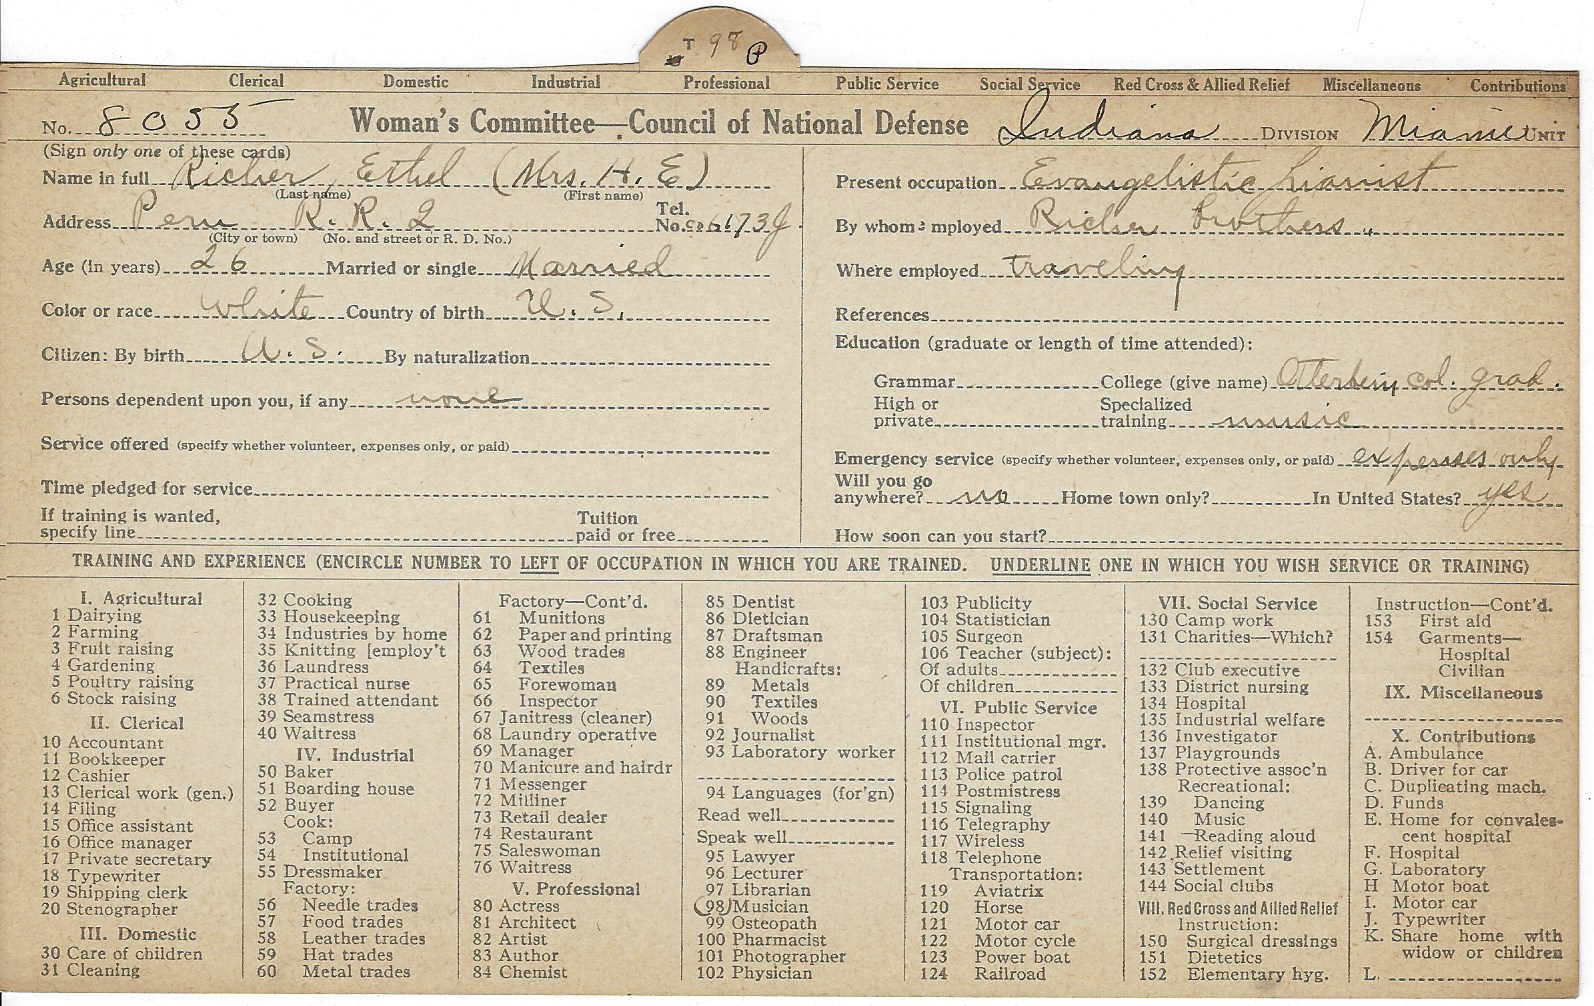 T 98 P
Agricultural Clerical Domestic Industrial Professional Public Service Social Service Red Cross & Allied Relief Miscellaneous Contributions
No. 8055 Woman's Committee—Council of National Defense Indiana DIVISION Miami UNIT
(Sign only one of these cards)
Name in full Richer, Ethel (Mrs. H. E.)
(Last name) (First name)
Address Peru R. R. 2 Tel. No. 6173J
(City or town) (No. and street or R. D. No.)
Age (in years) 26 Married or single Married
Color or race White Country of birth U. S.
Citizen: By birth U. S. By naturalization
Persons dependent upon you, if any none
Service offered (specify whether volunteer, expenses only, or paid)
Time pledged for service
If training is wanted, specify line Tuition paid or free
Present occupation Evangelistic pianist
By whom employed Richer brothers
Where employed traveling
References
Education (graduate or length of time attended):
Grammar College (give name) Otterbein col. grad.
High or private Specialized training music
Emergency service (specify whether volunteer, expenses only, or paid) expenses only
Will you go anywhere? no Home town only? In United States? yes
How soon can you start?
TRAINING AND EXPERIENCE (ENCIRCLE NUMBER TO LEFT OF OCCUPATION IN WHICH YOU ARE TRAINED. UNDERLINE ONE IN WHICH YOU WISH SERVICE OR TRAINING)
I. Agricultural
1 Dairying
2 Farming
3 Fruit raising
4 Gardening
5 Poultry raising
6 Stock raising
II. Clerical
10 Accountant
11 Bookkeeper
12 Cashier
13 Clerical work (gen.)
14 Filing
15 Office assistant
16 Office manager
17 Private secretary
18 Typewriter
19 Shipping clerk
20 Stenographer
III. Domestic
30 Care of children
31 Cleaning
32 Cooking
33 Housekeeping
34 Industries by home
35 Knitting [employ't
36 Laundress
37 Practical nurse
38 Trained attendant
39 Seamstress
40 Waitress
IV. Industrial
50 Baker
51 Boarding house
52 Buyer
Cook:
53 Camp
54 Institutional
55 Dressmaker
Factory:
56 Needle trades
57 Food trades
58 Leather trades
59 Hat trades
60 Metal trades
Factory—Cont'd.
61 Munitions
62 Paper and printing
63 Wood trades
64 Textiles
65 Forewoman
66 Inspector
67 Janitress (cleaner)
68 Laundry operative
69 Manager
70 Manicure and hairdr
71 Messenger
72 Milliner
73 Retail dealer
74 Restaurant
75 Saleswoman
76 Waitress
V. Professional
80 Actress
81 Architect
82 Artist
83 Author
84 Chemist
85 Dentist
86 Dietician
87 Draftsman
88 Engineer
Handicrafts:
89 Metals
90 Textiles
91 Woods
92 Journalist
93 Laboratory worker
94 Languages (for'gn)
Read well
Speak well
95 Lawyer
96 Lecturer
97 Librarian
98 Musician
99 Osteopath
100 Pharmacist
101 Photographer
102 Physician
103 Publicity
104 Statistician
105 Surgeon
106 Teacher (subject):
Of adults
Of children
VI. Public Service
110 Inspector
111 Institutional mgr.
112 Mail carrier
113 Police patrol
114 Postmistress
115 Signaling
116 Telegraphy
117 Wireless
118 Telephone
Transportation:
119 Aviatrix
120 Horse
121 Motor car
122 Motor cycle
123 Power boat
124 Railroad
VII. Social Service
130 Camp work
131 Charities—Which?
132 Club executive
133 District nursing
134 Hospital
135 Industrial welfare
136 Investigator
137 Playgrounds
138 Protective assoc'n
Recreational:
139 Dancing
140 Music
141 Reading aloud
142 Relief visiting
143 Settlement
144 Social clubs
VIII. Red Cross and Allied Relief
Instruction:
150 Surgical dressings
151 Dietetics
152 Elementary hyg.
Instruction—Cont'd.
153 First aid
154 Garments—
Hospital
Civilian
IX. Miscellaneous
X. Contributions
A. Ambulance
B. Driver for car
C. Duplicating mach.
D. Funds
E. Home for convales-
cent hospital
F. Hospital
G. Laboratory
H Motor boat
I. Motor car
J. Typewriter
K. Share home with
widow or children
L.